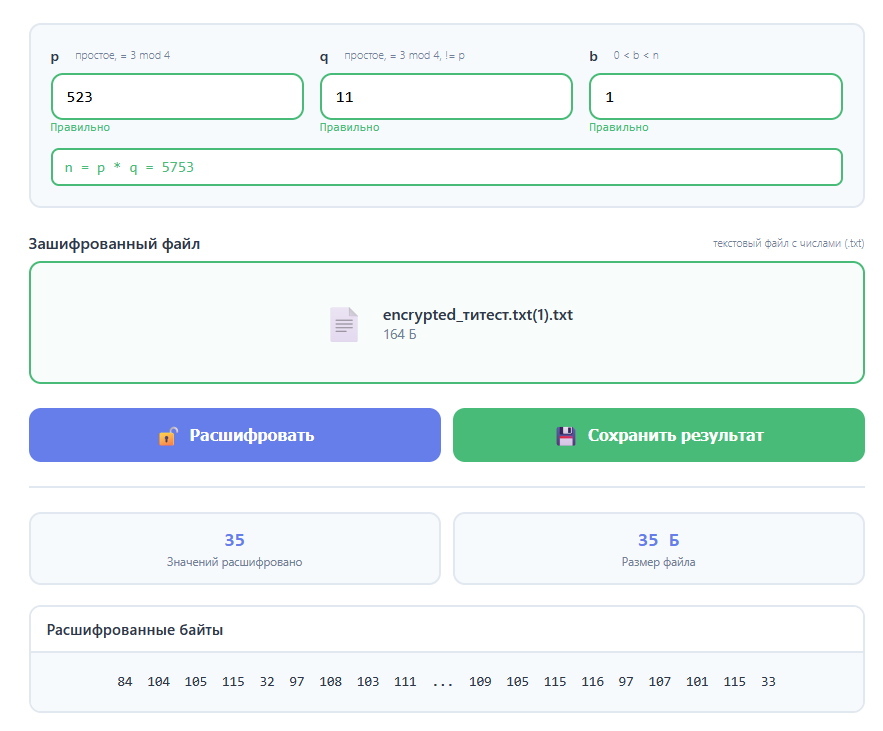 p простое, = 3 mod 4 q простое, = 3 mod 4, != p b 0 < b < n
523 11 1
Правильно Правильно Правильно
n = p * q = 5753
Зашифрованный файл текстовый файл с числами (.txt)
encrypted_титест.txt(1).txt
164 Б
Расшифровать Сохранить результат
35 35 Б
Значений расшифровано Размер файла
Расшифрованные байты
84 104 105 115 32 97 108 103 111 ... 109 105 115 116 97 107 101 115 33